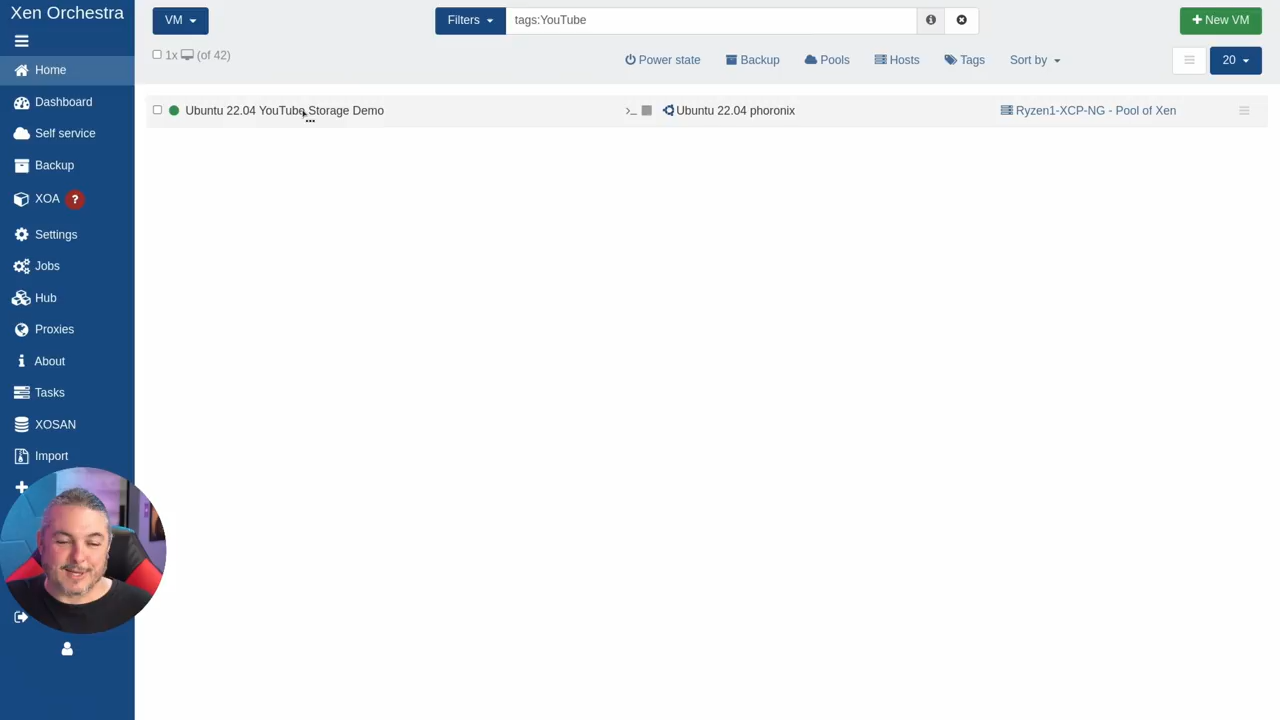 Xen Orchestra
Home
Dashboard
Self service
Backup
XOA ?
Settings
Jobs
Hub
Proxies
About
Tasks
XOSAN
Import
VM
Filters
tags:YouTube
New VM
1x (of 42)
Power state
Backup
Pools
Hosts
Tags
Sort by
20
Ubuntu 22.04 YouTube Storage Demo
Ubuntu 22.04 phoronix
Ryzen1-XCP-NG - Pool of Xen